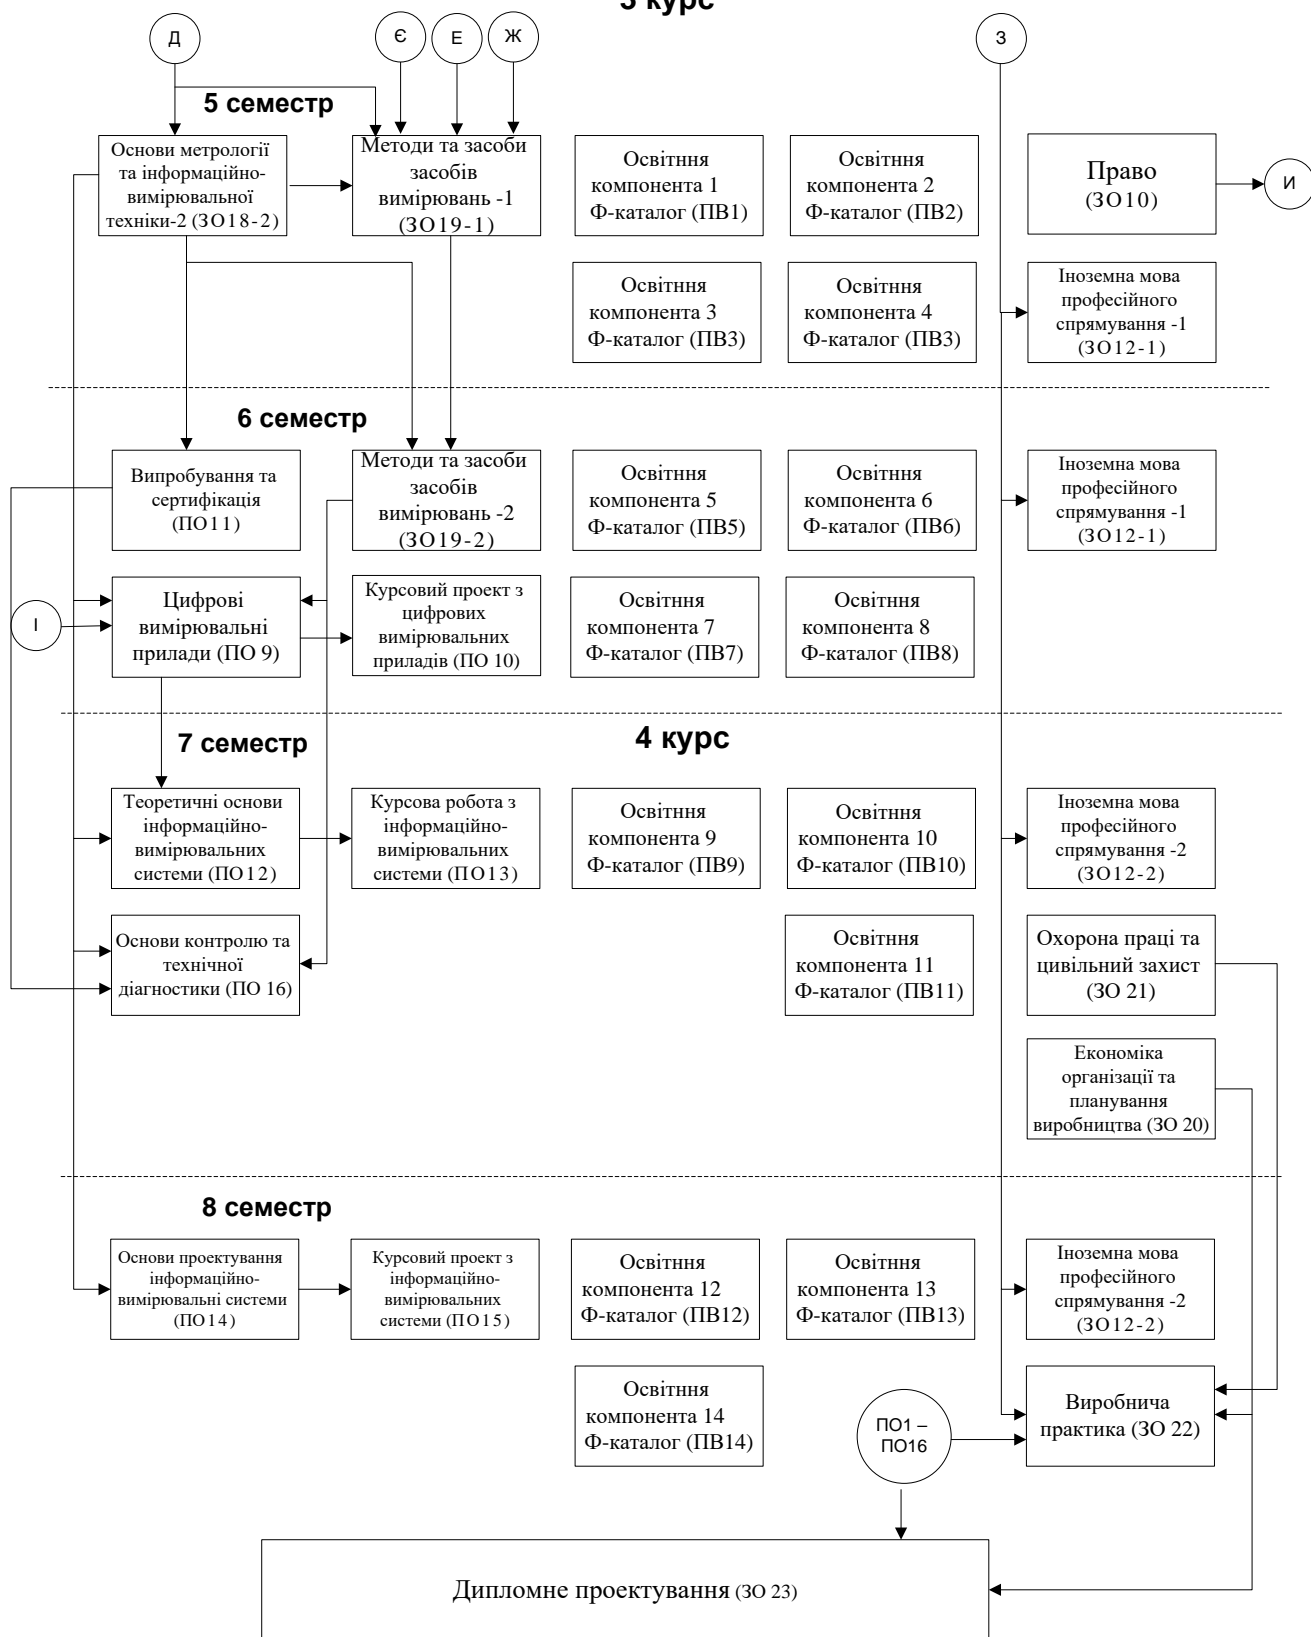 3 курс
Д
Є
Е
Ж
З
5 семестр
Основи метрології
та інформаційно-
вимірювальної
техніки-2 (ЗО18-2)
Методи та засоби
засобів
вимірювань -1
(ЗО19-1)
Освітння
компонента 1
Ф-каталог (ПВ1)
Освітння
компонента 2
Ф-каталог (ПВ2)
Право
(ЗО10)
И
Освітння
компонента 3
Ф-каталог (ПВ3)
Освітння
компонента 4
Ф-каталог (ПВ3)
Іноземна мова
професійного
спрямування -1
(ЗО12-1)
6 семестр
Випробування та
сертифікація
(ПО11)
Методи та засоби
засобів
вимірювань -2
(ЗО19-2)
Освітння
компонента 5
Ф-каталог (ПВ5)
Освітння
компонента 6
Ф-каталог (ПВ6)
Іноземна мова
професійного
спрямування -1
(ЗО12-1)
І
Цифрові
вимірювальні
прилади (ПО 9)
Курсовий проект з
цифрових
вимірювальних
приладів (ПО 10)
Освітння
компонента 7
Ф-каталог (ПВ7)
Освітння
компонента 8
Ф-каталог (ПВ8)
7 семестр
4 курс
Теоретичні основи
інформаційно-
вимірювальних
системи (ПО12)
Курсова робота з
інформаційно-
вимірювальних
системи (ПО13)
Освітння
компонента 9
Ф-каталог (ПВ9)
Освітння
компонента 10
Ф-каталог (ПВ10)
Іноземна мова
професійного
спрямування -2
(ЗО12-2)
Основи контролю та
технічної
діагностики (ПО 16)
Освітння
компонента 11
Ф-каталог (ПВ11)
Охорона праці та
цивільний захист
(ЗО 21)
Економіка
організації та
планування
виробництва (ЗО 20)
8 семестр
Основи проектування
інформаційно-
вимірювальні системи
(ПО14)
Курсовий проект з
інформаційно-
вимірювальних
системи (ПО15)
Освітння
компонента 12
Ф-каталог (ПВ12)
Освітння
компонента 13
Ф-каталог (ПВ13)
Іноземна мова
професійного
спрямування -2
(ЗО12-2)
Освітння
компонента 14
Ф-каталог (ПВ14)
ПО1 –
ПО16
Виробнича
практика (ЗО 22)
Дипломне проектування (ЗО 23)